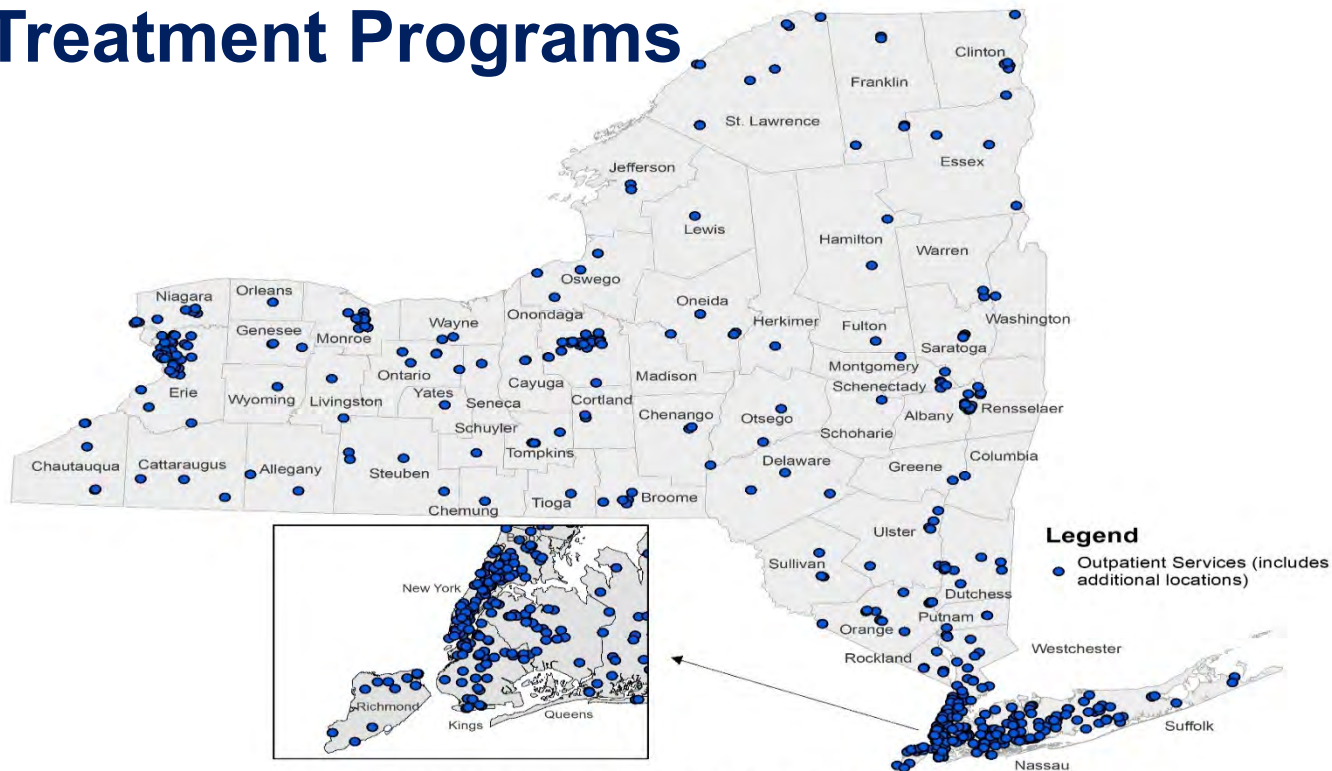 Treatment Programs
Clinton
Franklin
St. Lawrence
Essex
Jefferson
Lewis
Hamilton
Warren
Oswego
Oneida
Niagara
Orleans
Onondaga
Herkimer
Fulton
Washington
Genesee
Monroe
Wayne
Saratoga
Montgomery
Ontario
Cayuga
Madison
Schenectady
Erie
Wyoming
Livingston
Yates
Seneca
Cortland
Chenango
Otsego
Albany
Rensselaer
Schuyler
Schoharie
Tompkins
Columbia
Chautauqua
Cattaraugus
Allegany
Steuben
Delaware
Greene
Chemung
Tioga
Broome
Ulster
Legend
Outpatient Services (includes
additional locations)
Sullivan
Dutchess
Putnam
Orange
Westchester
Rockland
Suffolk
Nassau
Bronx
New York
Richmond
Kings
Queens